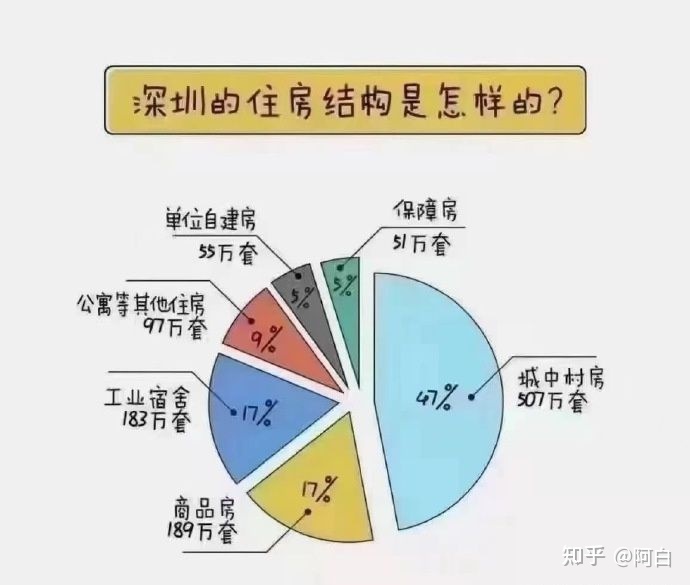 深圳的住房结构是怎样的?
单位自建房
55万套
保障房
51万套
公寓等其他住房
97万套
5%
5%
9%
工业宿舍
183万套
17%
47%
城中村房
507万套
17%
商品房
189万套
知乎 @阿白